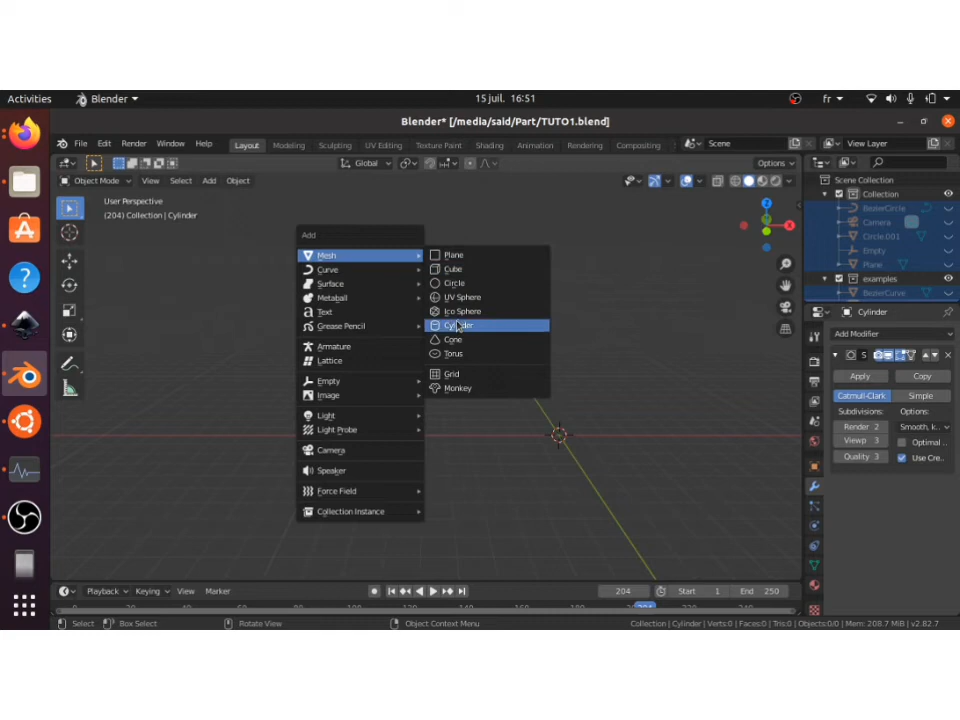 Activities Blender 15 juil. 16:51 fr
Blender* [/media/said/Part/TUTO1.blend]
File Edit Render Window Help Layout Modeling Sculpting UV Editing Texture Paint Shading Animation Rendering Compositing Scene View Layer
Global Options
Object Mode View Select Add Object
Scene Collection
Collection
BezierCircle
Camera
Circle.001
Empty
Plane
examples
BezierCurve
User Perspective
(204) Collection | Cylinder
Add
Mesh
Curve
Surface
Metaball
Text
Grease Pencil
Armature
Lattice
Empty
Image
Light
Light Probe
Camera
Speaker
Force Field
Collection Instance
Plane
Cube
Circle
UV Sphere
Ico Sphere
Cylinder
Cone
Torus
Grid
Monkey
X
Z
Cylinder
Add Modifier
S
Apply Copy
Catmull-Clark Simple
Subdivisions: Options:
Render 2 Smooth, k..
Viewp 3 Optimal ..
Quality 3 Use Cre..
Playback Keying View Marker 204 Start 1 End 250
Select Box Select Rotate View Object Context Menu Collection | Cylinder | Verts:0 | Faces:0 | Tris:0 | Objects:0/0 | Mem: 208.7 MiB | v2.82.7